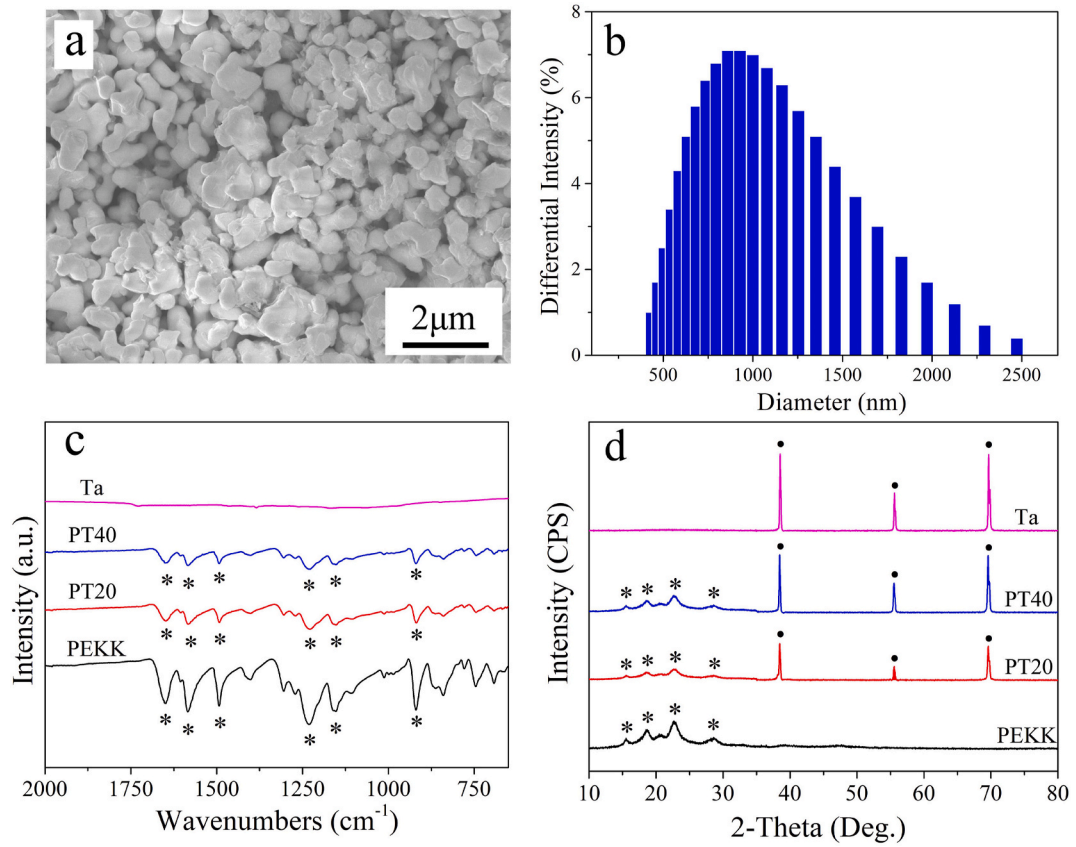 a
2μm
b
Differential Intensity (%)
8
6
4
2
0
500
1000
1500
2000
2500
Diameter (nm)
c
Intensity (a.u.)
Ta
PT40
* * * * * *
PT20
* * * * * *
PEKK
* * * * * *
2000
1750
1500
1250
1000
750
Wavenumbers (cm⁻¹)
d
Intensity (CPS)
• • •
Ta
• • •
* * * *
PT40
• • •
* * * *
PT20
* * * *
PEKK
10
20
30
40
50
60
70
80
2-Theta (Deg.)